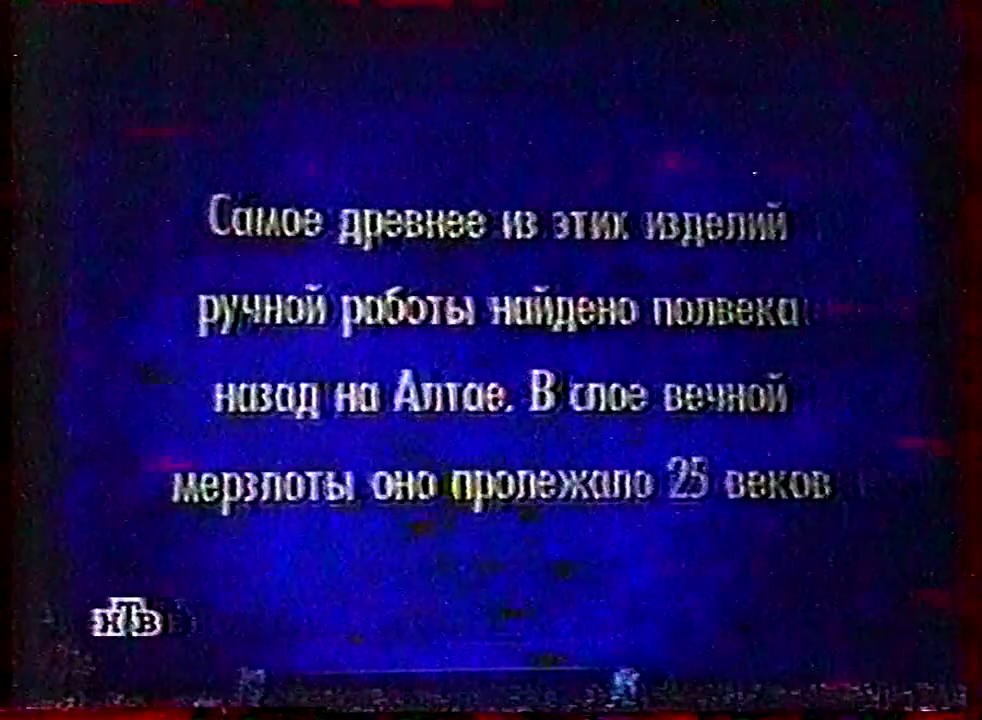 Самое древнее из этих изделий
ручной работы найдено полвека
назад на Алтае. В слое вечной
мерзлоты оно пролежало 25 веков
НТВ